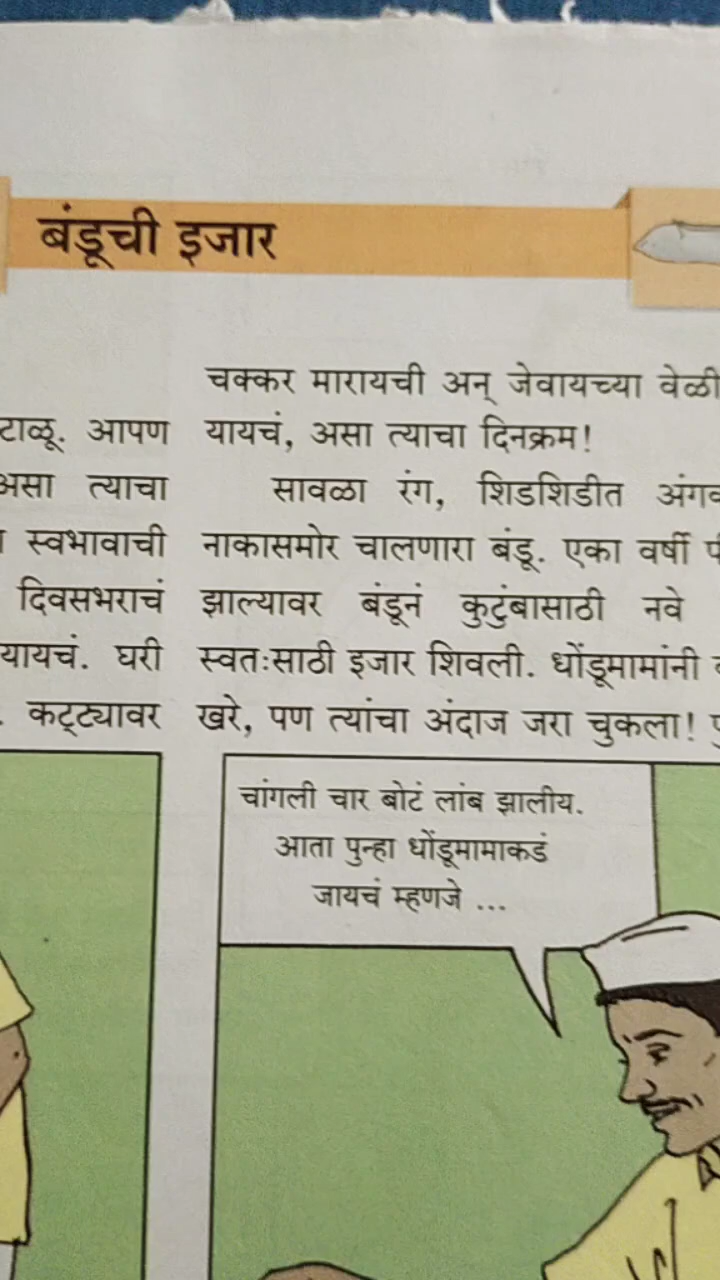 बंडूची इजार
टाळू. आपण
असा त्याचा
स्वभावाची
दिवसभराचं
यायचं. घरी
कट्ट्यावर
चक्कर मारायची अन् जेवायच्या वेळी
यायचं, असा त्याचा दिनक्रम!
सावळा रंग, शिडशिडीत
नाकासमोर चालणारा बंडू. एका वर्षी
झाल्यावर बंडूनं कुटुंबासाठी नवे
स्वतःसाठी इजार शिवली. धोंडूमामांनी
खरे, पण त्यांचा अंदाज जरा चुकला!
चांगली चार बोटं लांब झालीय.
आता पुन्हा धोंडूमामाकडं
जायचं म्हणजे ...